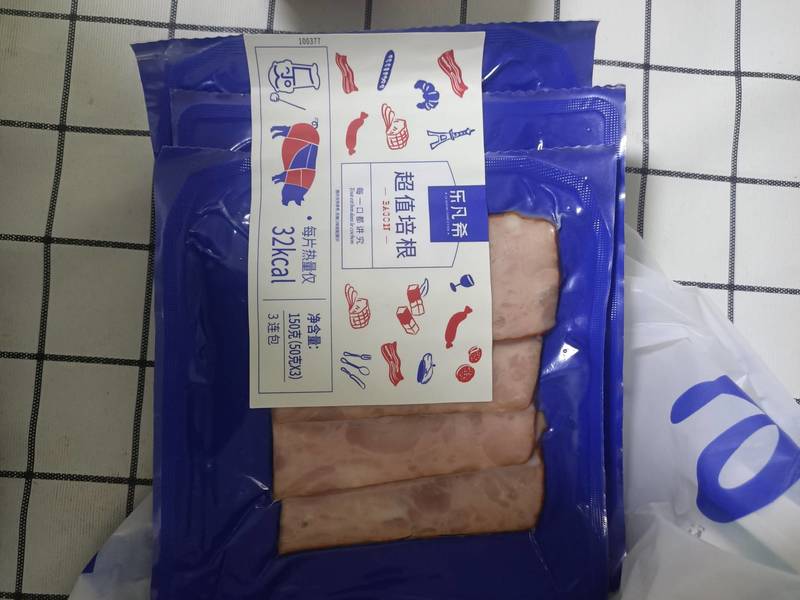 100377
乐凡希
超值培根
BACON
每一口都讲究
• 每片热量仅
32kcal
净含量:
150克(50克X3)
3连包